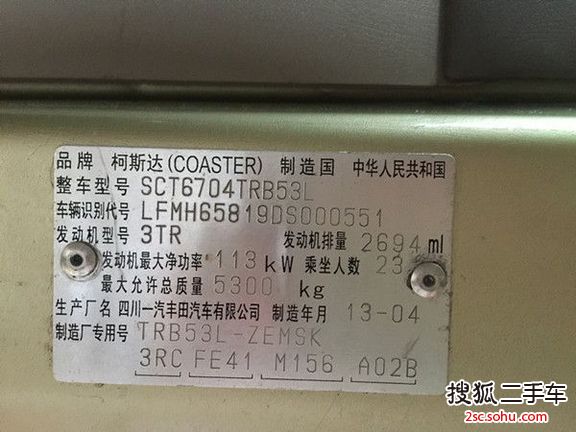 品牌 柯斯达(COASTER) 制造国 中华人民共和国
整车型号 SCT6704TRB53L
车辆识别代号 LFMH65819DS000551
发动机型号 3TR 发动机排量 2694 ml
发动机最大净功率 113 kW 乘坐人数 23
最大允许总质量 5300 kg
生产厂名 四川一汽丰田汽车有限公司 制造年月 13-04
制造厂专用号 TRB53L-ZEMSK
3RC FE41 M156 A02B
搜狐二手车
2sc.sohu.com